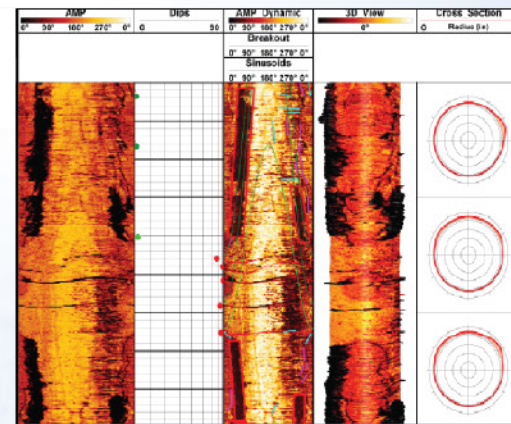 AMP
0° 90° 180° 270° 0°
Dips
0 90
AMP Dynamic
0° 90° 180° 270° 0°
Breakout
0° 90° 180° 270° 0°
Sinusoids
0° 90° 180° 270° 0°
3D View
0°
Cross Section
0 Radius (in)